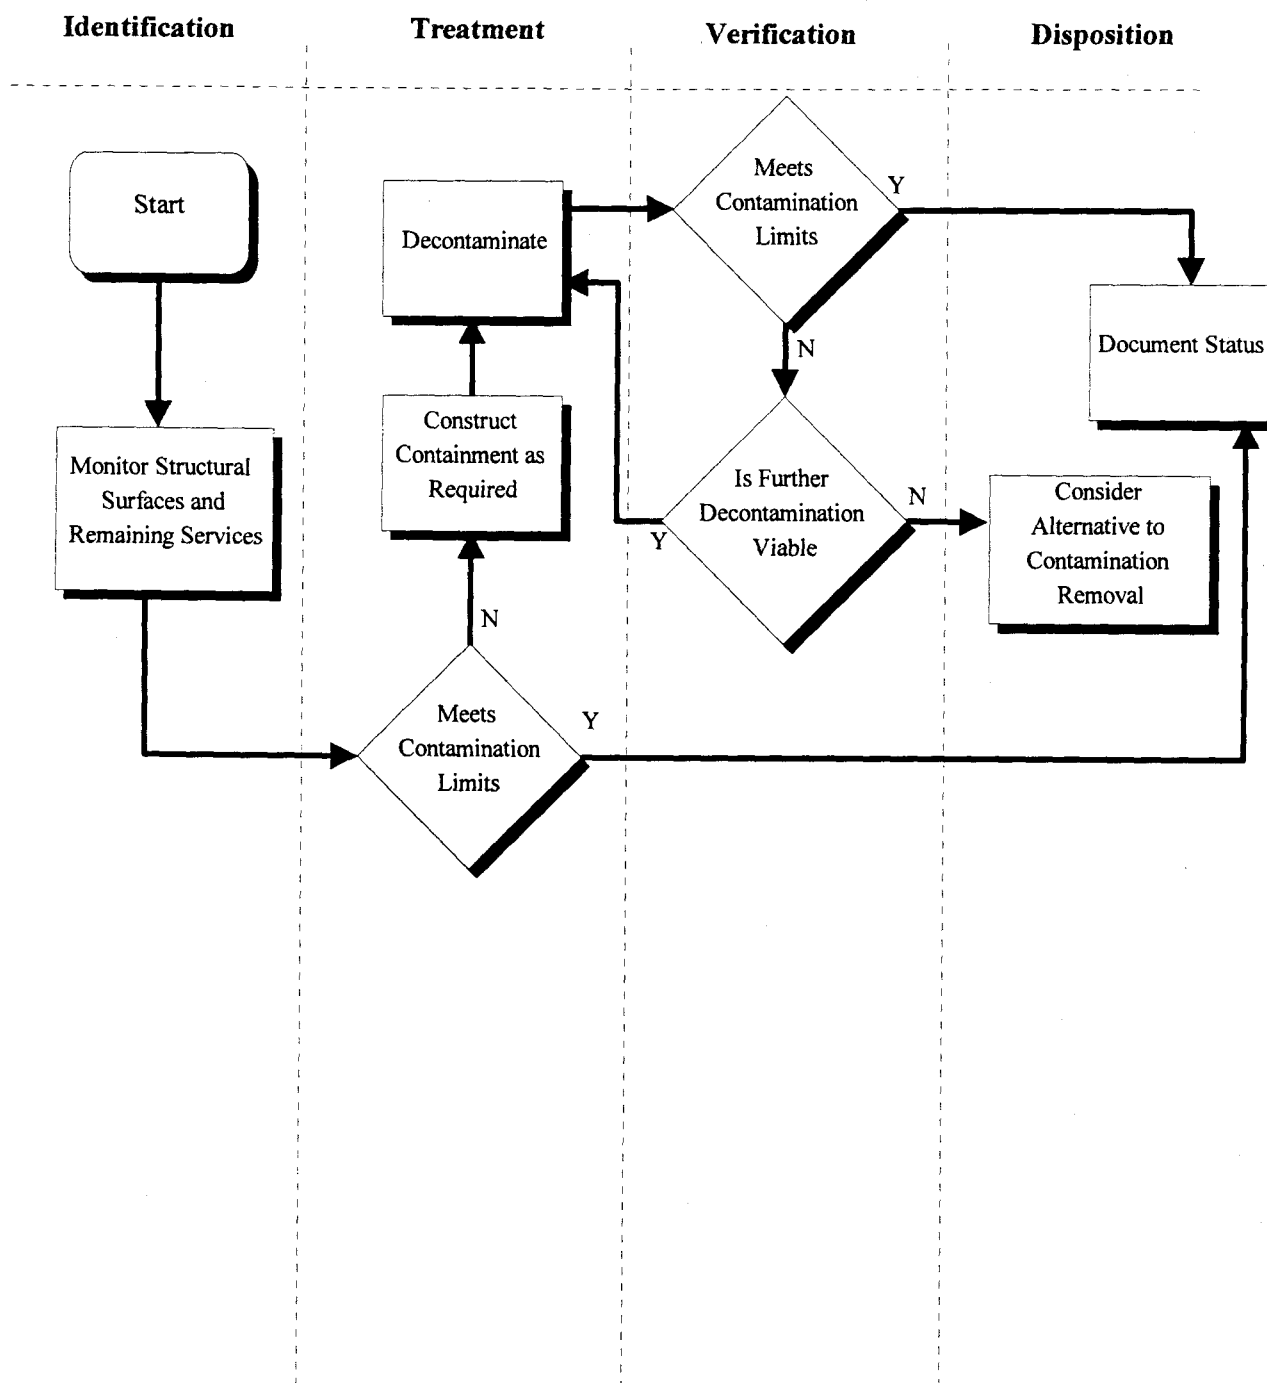 Identification
Treatment
Verification
Disposition
Start
Decontaminate
Meets
Contamination
Limits
Y
N
Document Status
Monitor Structural
Surfaces and
Remaining Services
Construct
Containment as
Required
Is Further
Decontamination
Viable
Y
N
Consider
Alternative to
Contamination
Removal
N
Meets
Contamination
Limits
Y